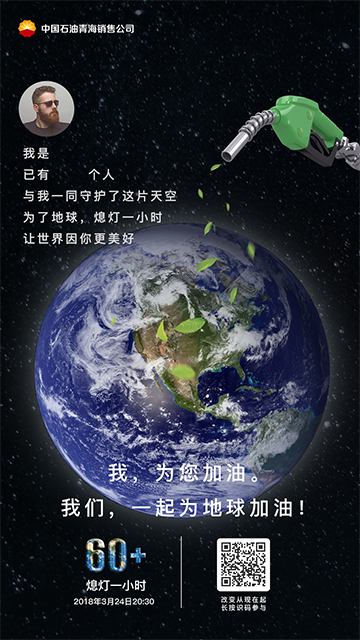 中国石油青海销售公司
我是
已有 个人
与我一同守护了这片天空
为了地球，熄灯一小时
让世界因你更美好
我，为您加油。
我们，一起为地球加油！
60+
熄灯一小时
2018年3月24日20:30
改变从现在起
长按识码参与